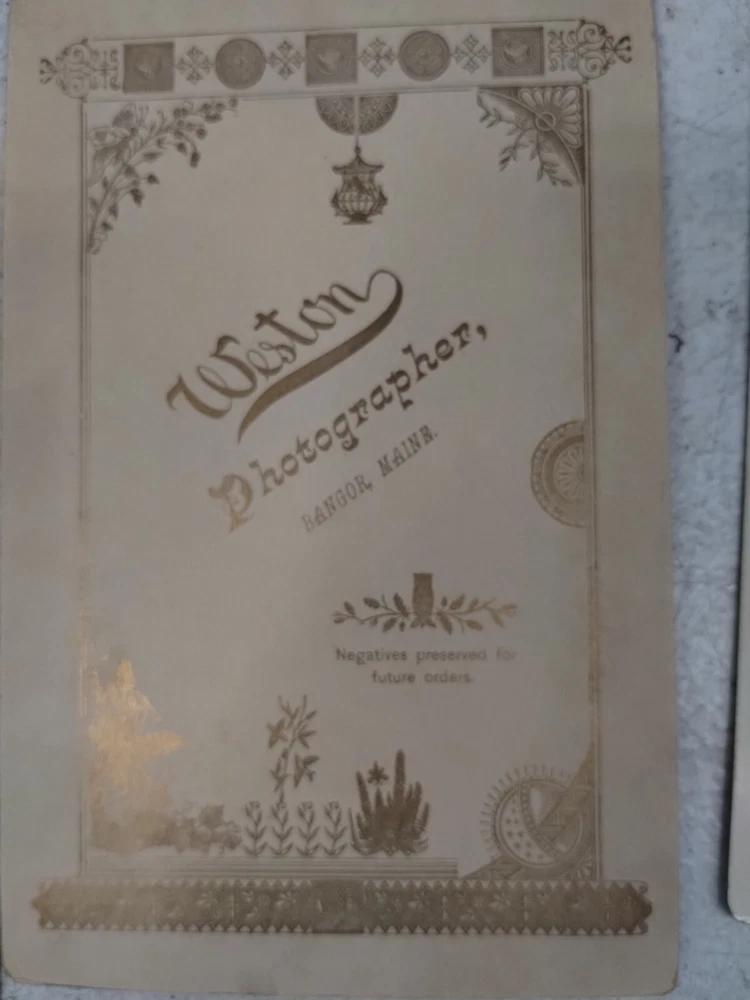 Weston
Photographer,
BANGOR, MAINE.
Negatives preserved for
future orders.